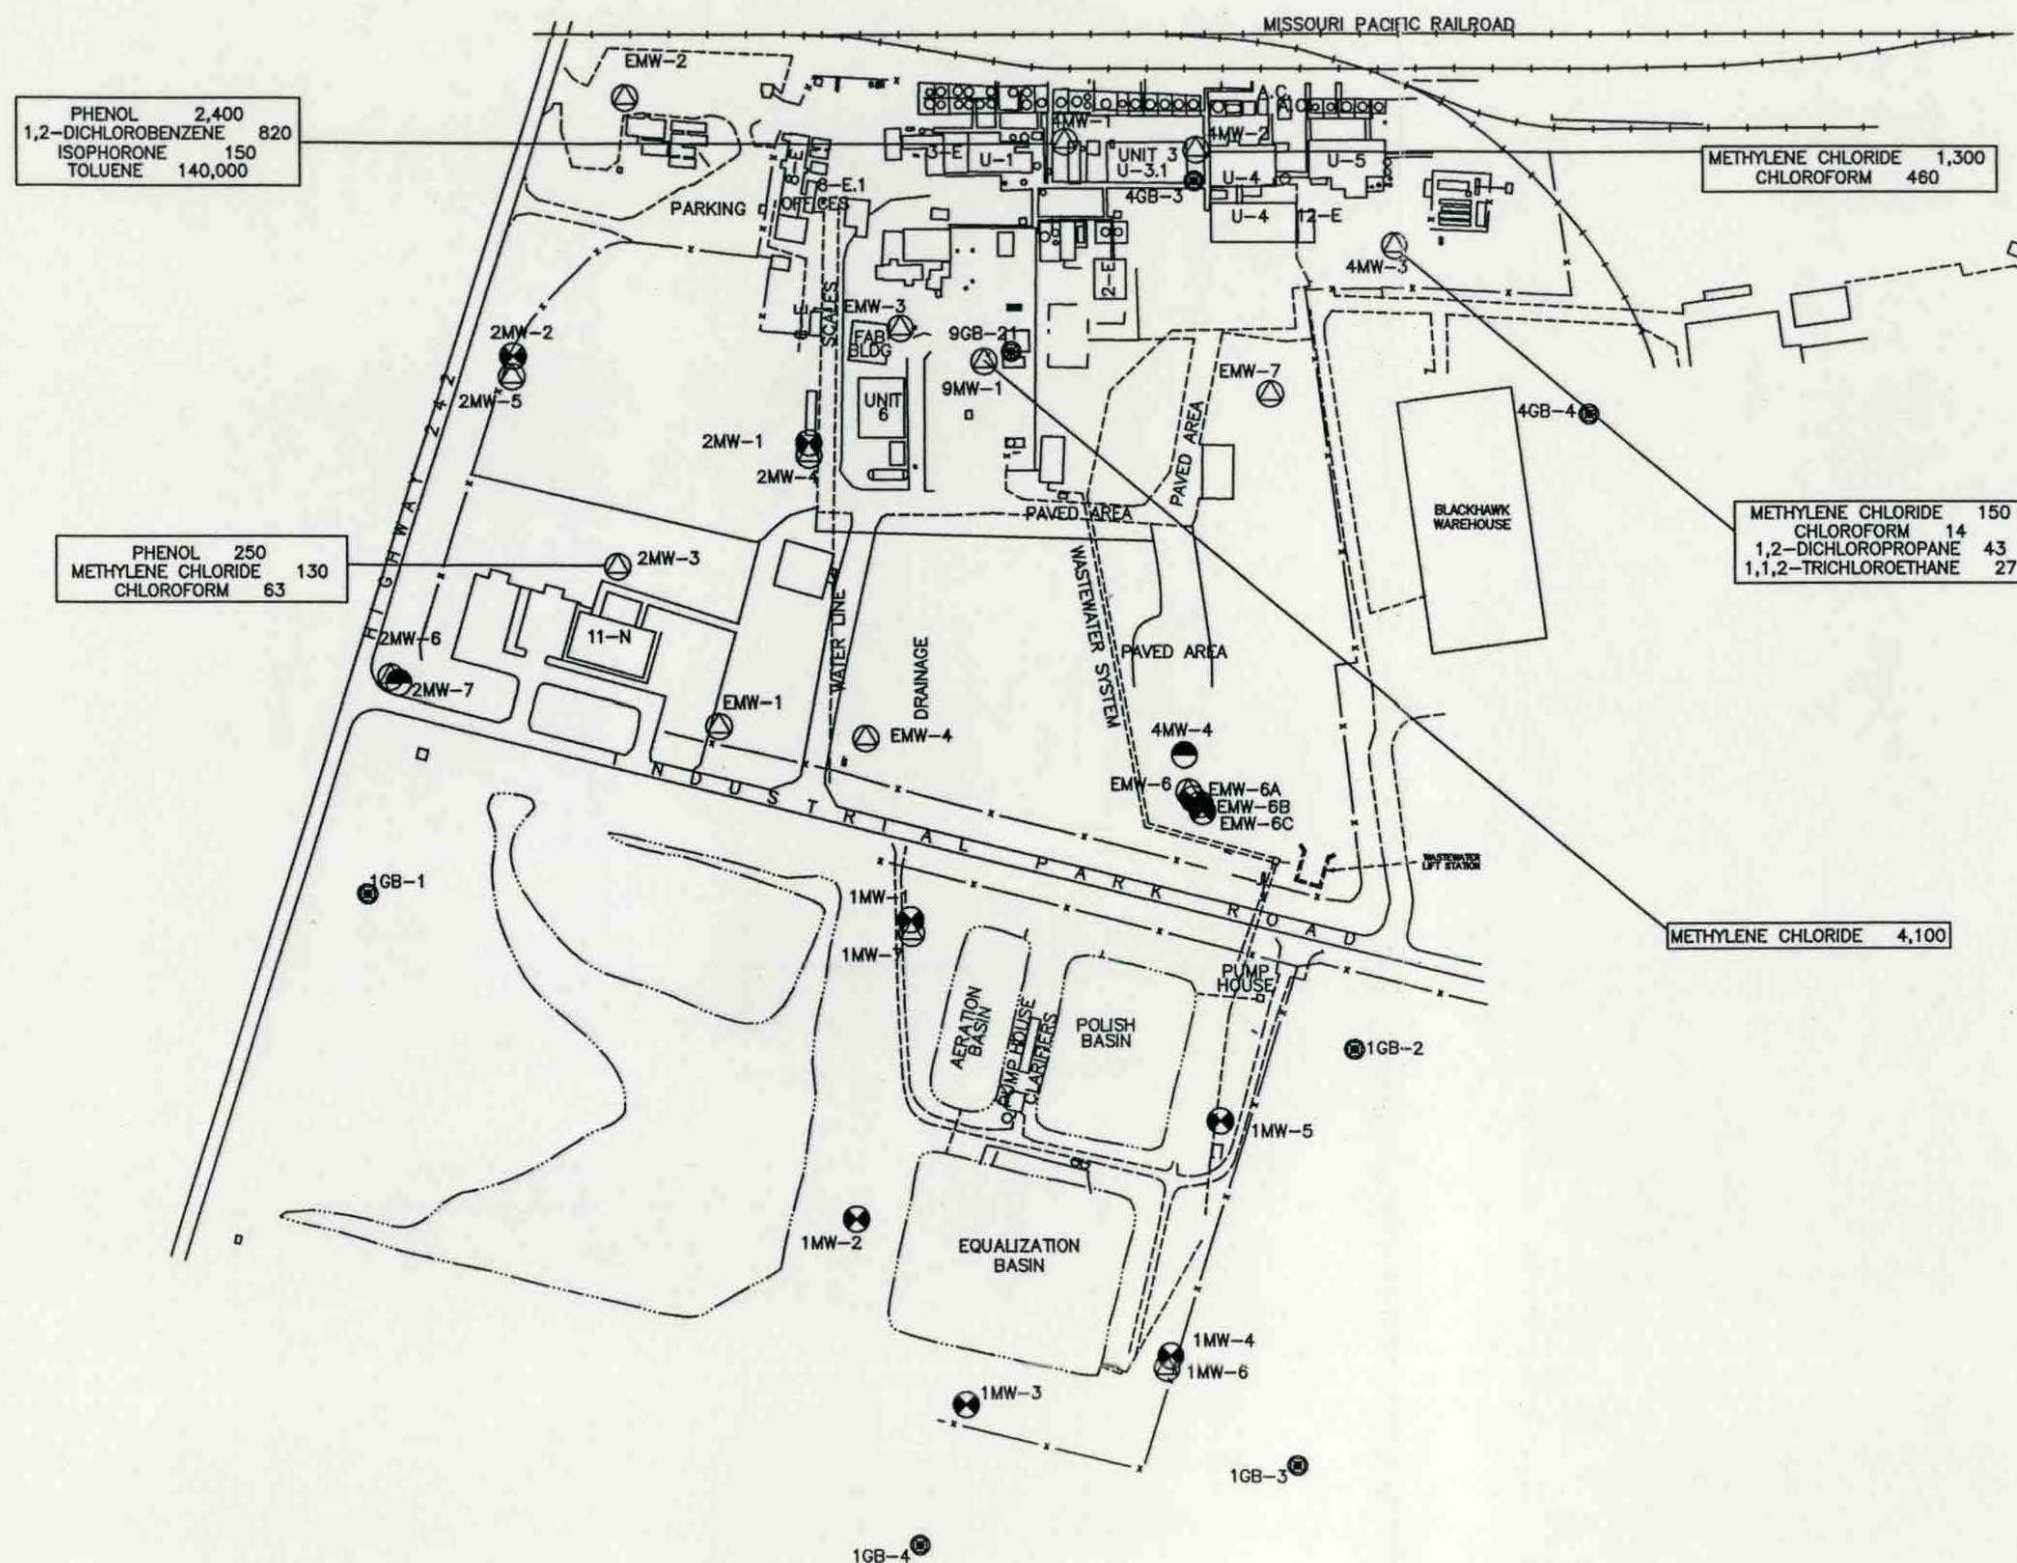 MISSOURI PACIFIC RAILROAD
EMW-2
PHENOL 2,400
1,2-DICHLOROBENZENE 820
ISOPHORONE 150
TOLUENE 140,000
A.C.
A.C.
4MW-1
4MW-2
3-E
U-1
UNIT 3
U-3.1
U-4
U-5
METHYLENE CHLORIDE 1,300
CHLOROFORM 460
8-E
8-E.1
OFFICES
PARKING
4GB-3
U-4
12-E
4MW-3
2-E
SCALES
EMW-3
FAB
BLDG
9GB-21
9MW-1
2MW-2
2MW-5
EMW-7
4GB-4
UNIT
6
2MW-1
2MW-4
HIGHWAY 242
PAVED AREA
PAVED AREA
BLACKHAWK
WAREHOUSE
METHYLENE CHLORIDE 150
CHLOROFORM 14
1,2-DICHLOROPROPANE 43
1,1,2-TRICHLOROETHANE 27
PHENOL 250
METHYLENE CHLORIDE 130
CHLOROFORM 63
2MW-3
WATER LINE
WASTEWATER SYSTEM
DRAINAGE
11-N
2MW-6
2MW-7
PAVED AREA
EMW-1
EMW-4
4MW-4
EMW-6
EMW-6A
EMW-6B
EMW-6C
INDUSTRIAL PARK ROAD
WASTEWATER
LIFT STATION
1GB-1
1MW-1
1MW-7
METHYLENE CHLORIDE 4,100
PUMP
HOUSE
AERATION
BASIN
PUMP HOUSE
CLARIFIERS
POLISH
BASIN
1GB-2
1MW-5
1MW-2
EQUALIZATION
BASIN
1MW-4
1MW-6
1MW-3
1GB-3
1GB-4